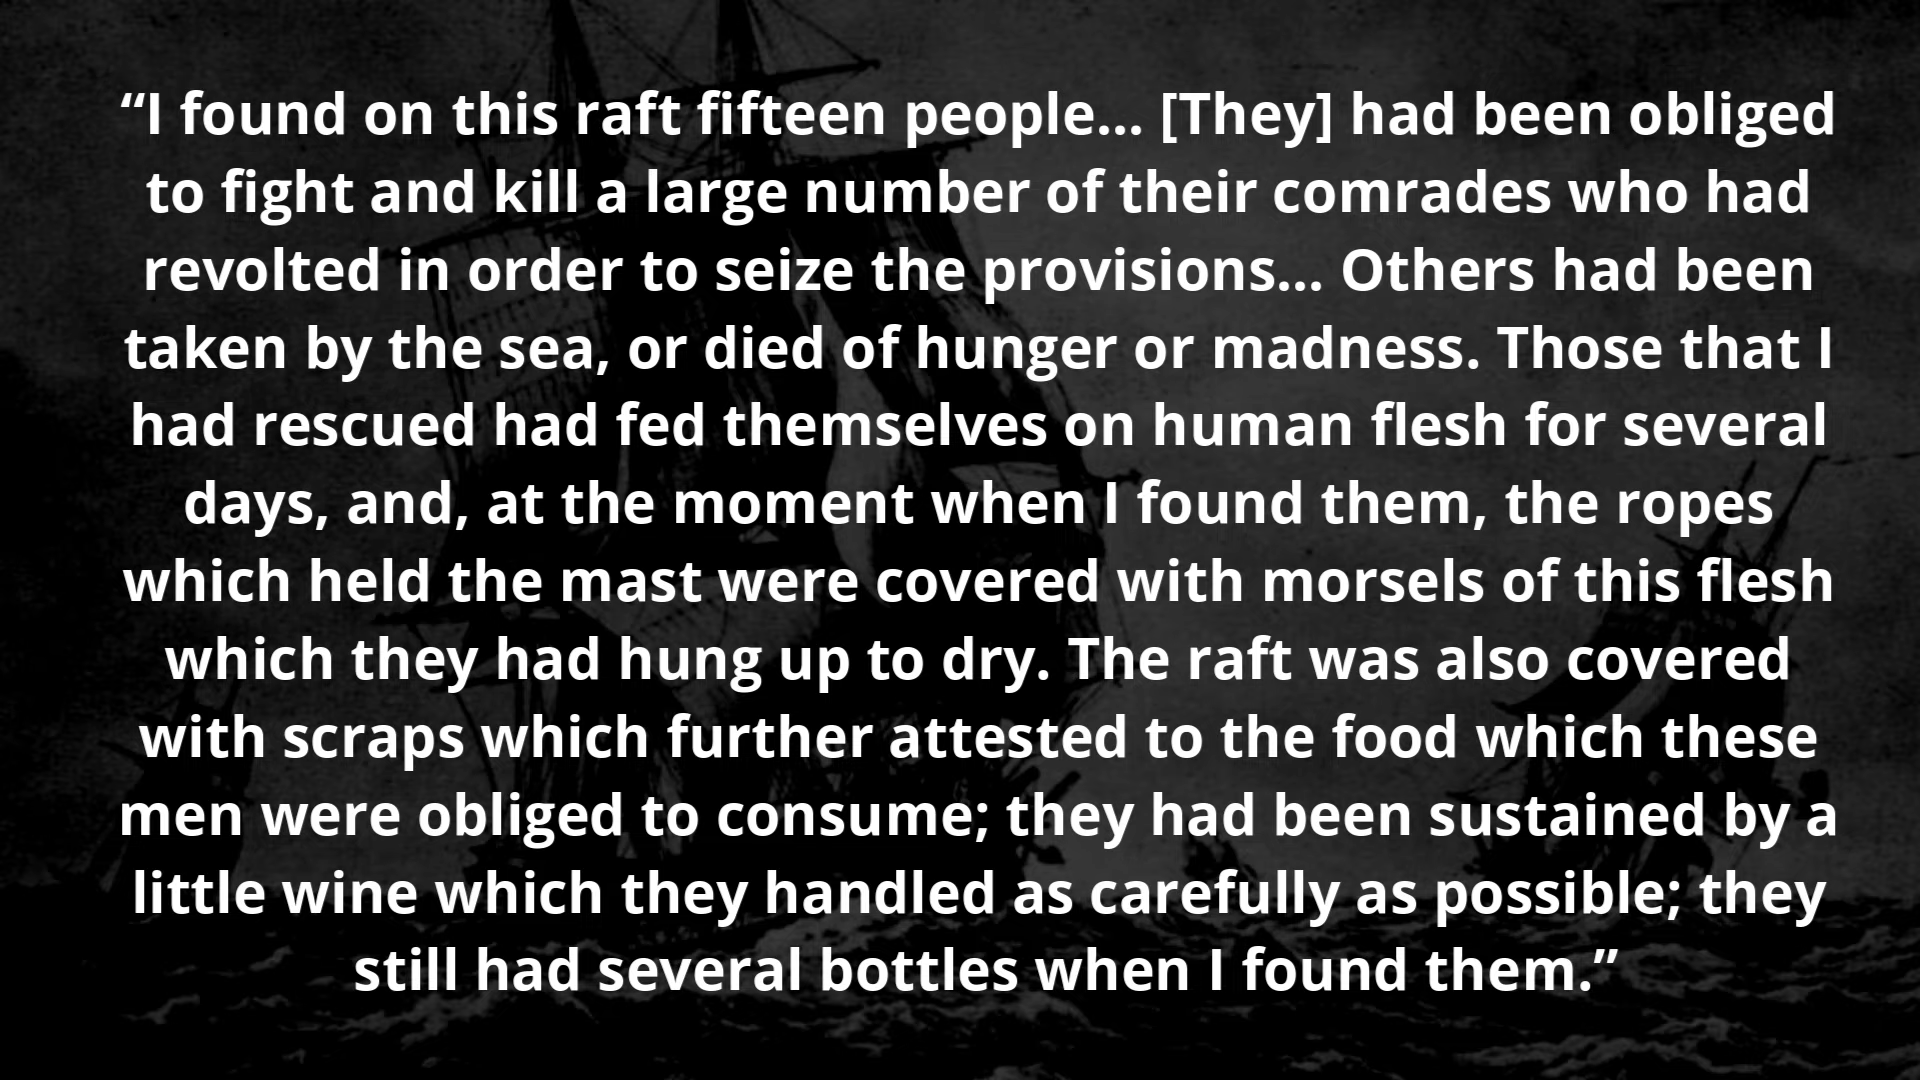 “I found on this raft fifteen people... [They] had been obliged
to fight and kill a large number of their comrades who had
revolted in order to seize the provisions... Others had been
taken by the sea, or died of hunger or madness. Those that I
had rescued had fed themselves on human flesh for several
days, and, at the moment when I found them, the ropes
which held the mast were covered with morsels of this flesh
which they had hung up to dry. The raft was also covered
with scraps which further attested to the food which these
men were obliged to consume; they had been sustained by a
little wine which they handled as carefully as possible; they
still had several bottles when I found them.”